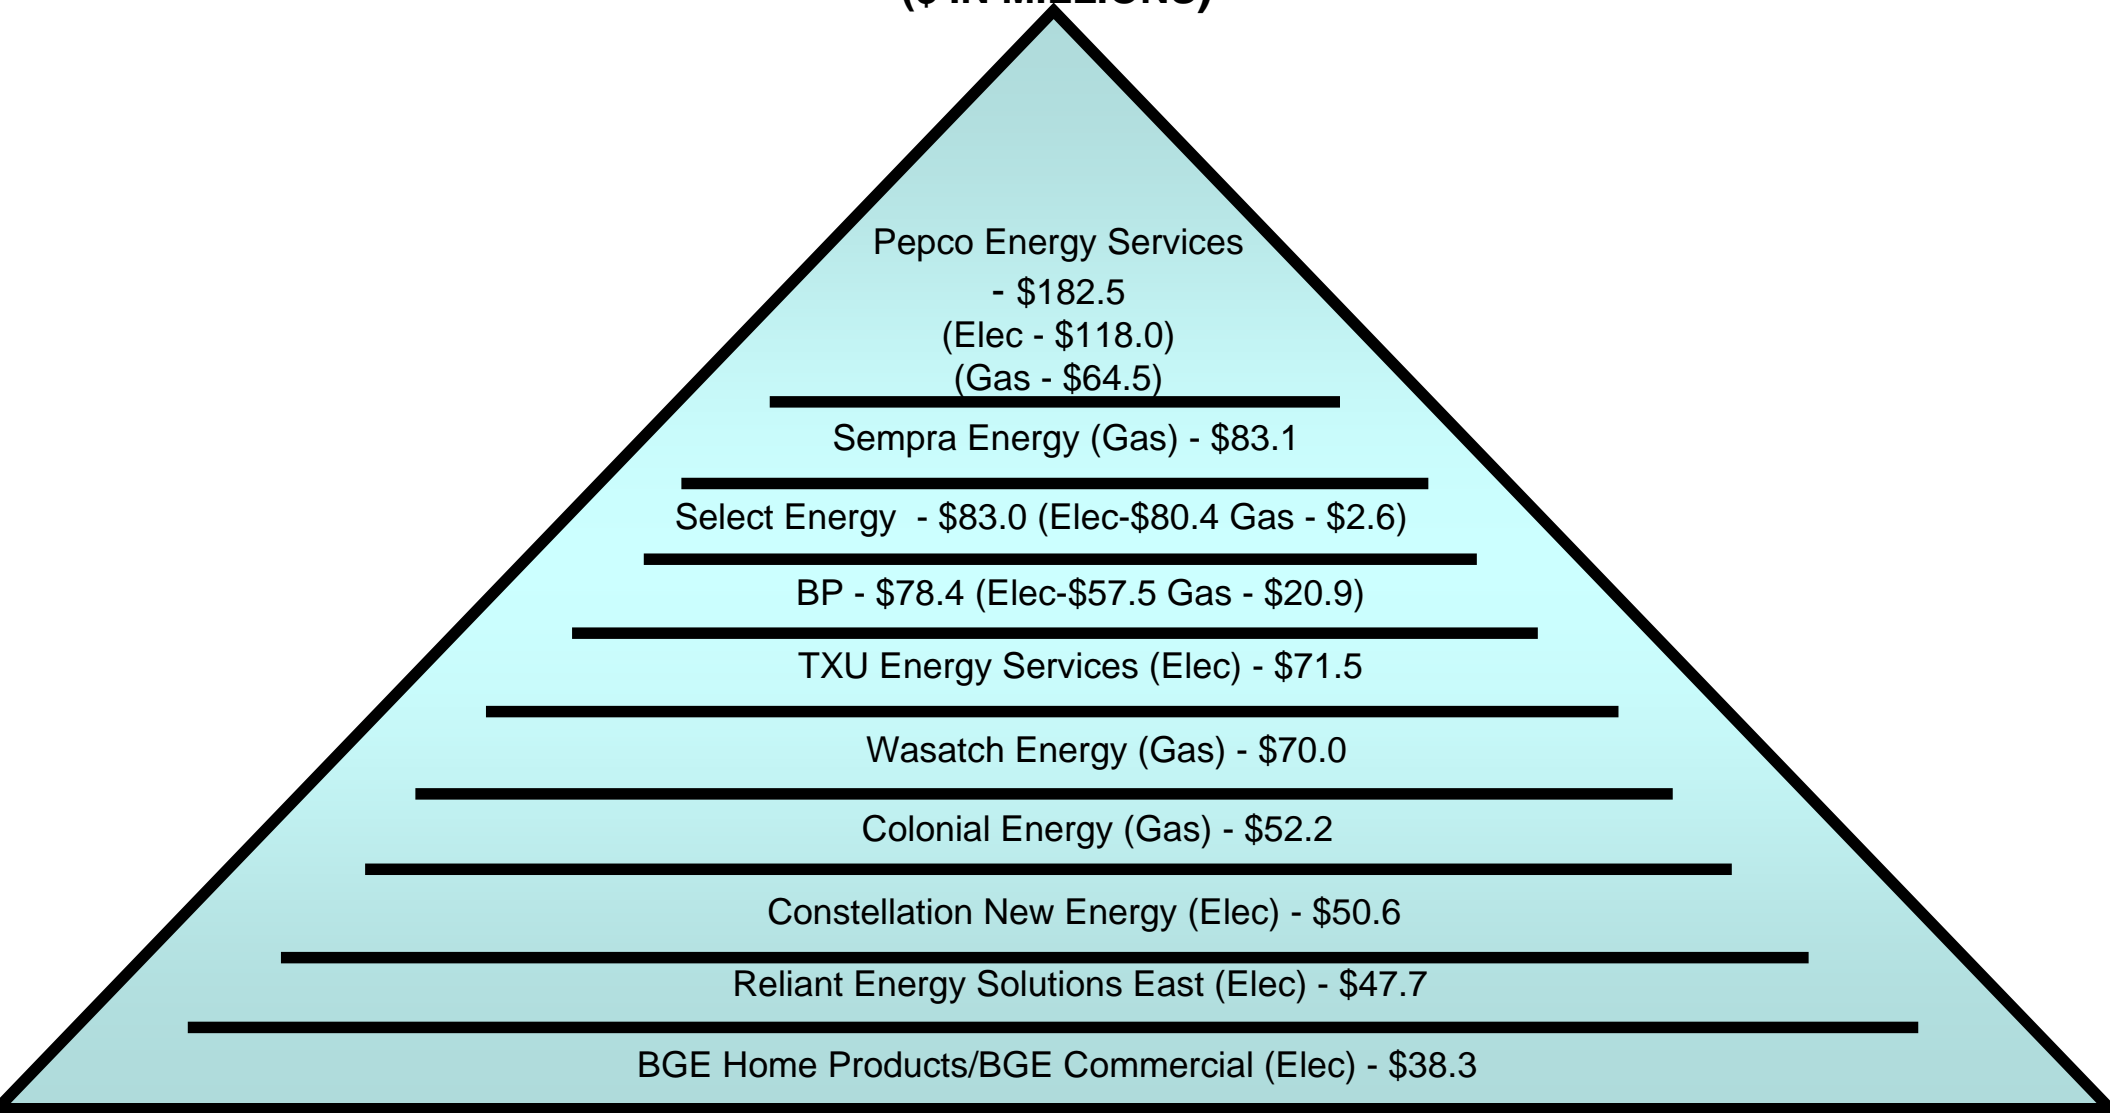 ($ IN MILLIONS)
Pepco Energy Services
- $182.5
(Elec - $118.0)
(Gas - $64.5)
Sempra Energy (Gas) - $83.1
Select Energy  - $83.0 (Elec-$80.4 Gas - $2.6)
BP - $78.4 (Elec-$57.5 Gas - $20.9)
TXU Energy Services (Elec) - $71.5
Wasatch Energy (Gas) - $70.0
Colonial Energy (Gas) - $52.2
Constellation New Energy (Elec) - $50.6
Reliant Energy Solutions East (Elec) - $47.7
BGE Home Products/BGE Commercial (Elec) - $38.3